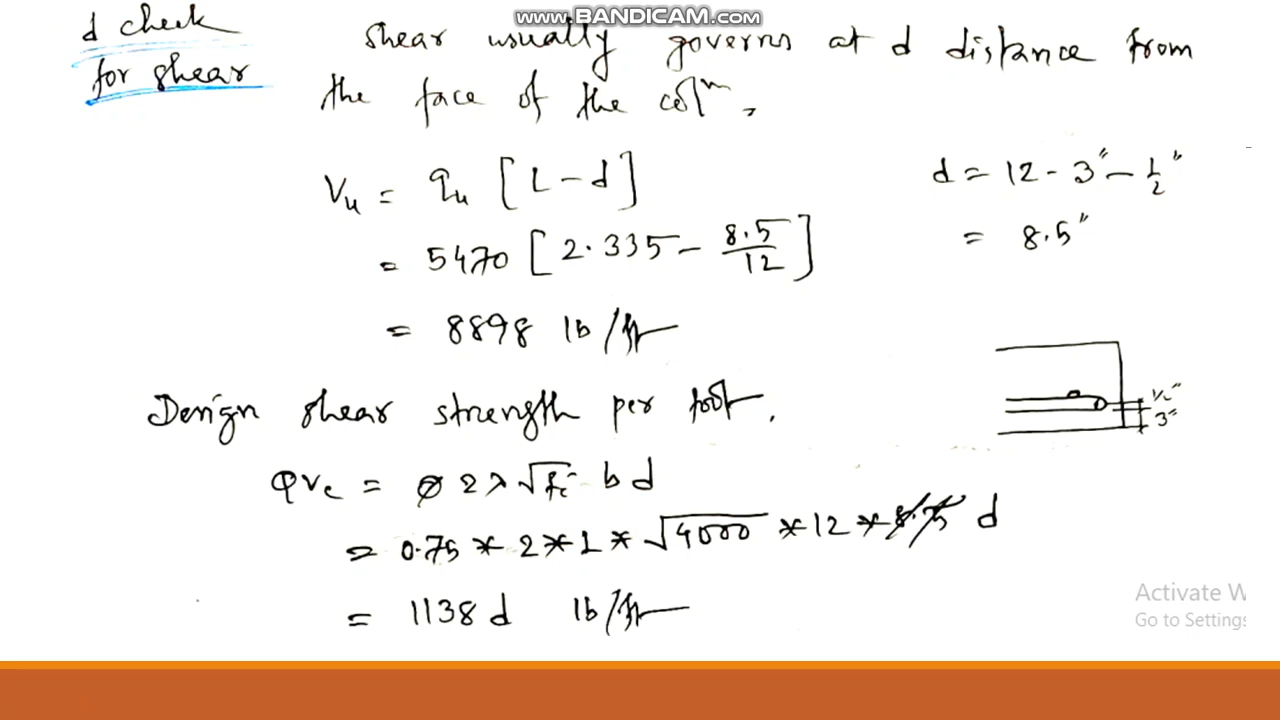 www.BANDICAM.com
d check
for shear
shear usually governs at d distance from
the face of the colᵐ,
Vu = qu [L - d]
d = 12 - 3" - 1/2"
= 5470 [2.335 - 8.5/12]
= 8.5"
= 8898 lb/ft
Design shear strength per foot.
1/2"
3"
φVc = φ 2 λ √fc' b d
= 0.75 * 2 * 1 * √4000 * 12 * d
= 1138 d lb/ft
Activate W
Go to Settings